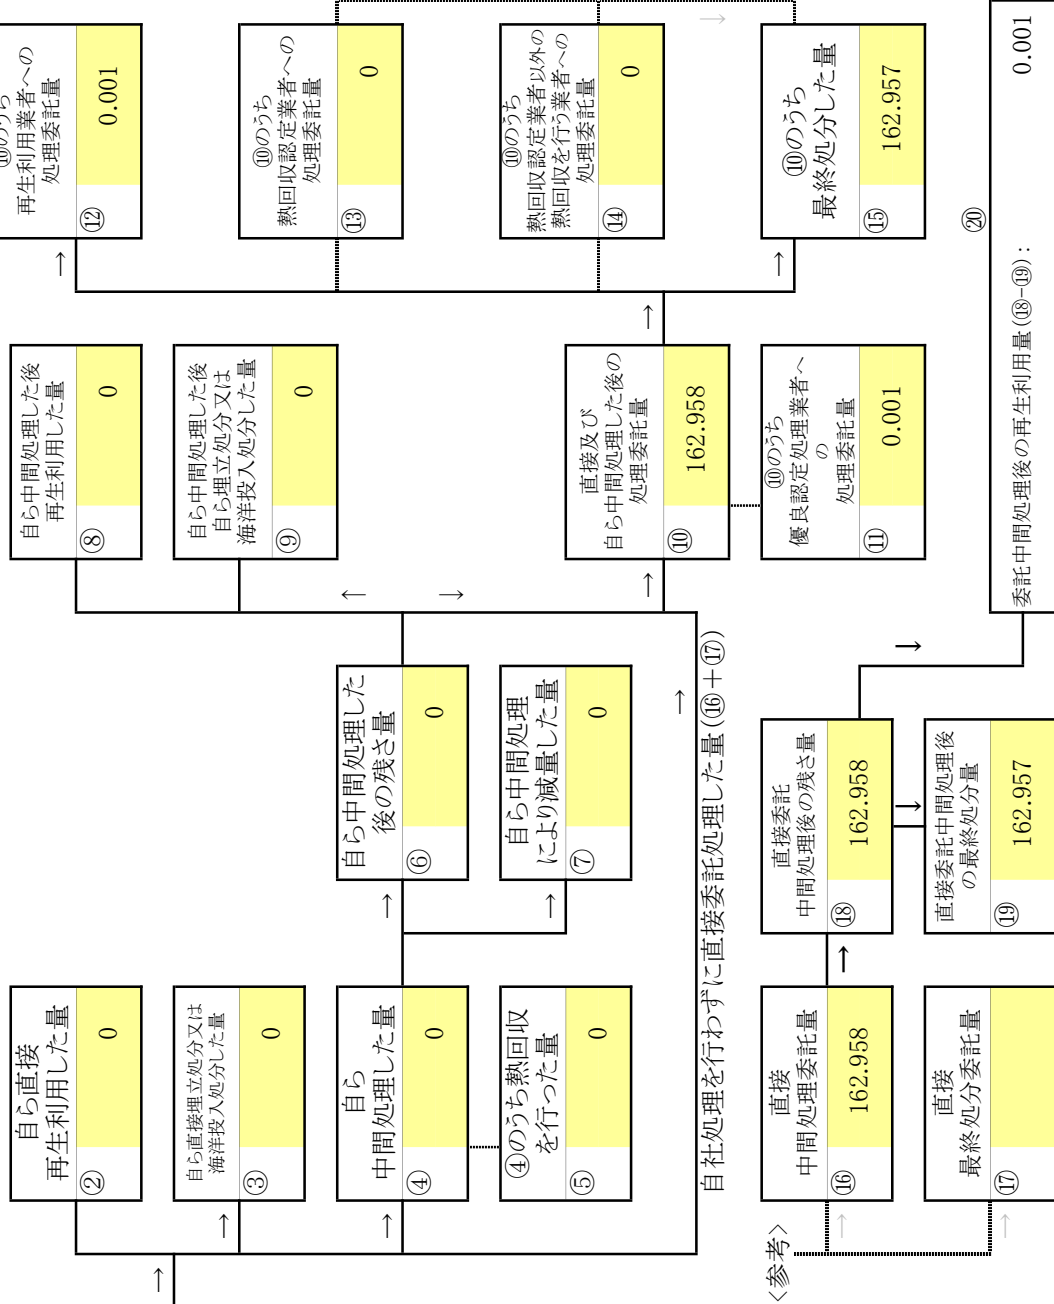 自ら直接
再生利用した量
②
0
自ら直接埋立処分又は
海洋投入処分した量
③
0
自ら
中間処理した量
④
0
④のうち熱回収
を行った量
⑤
0
自ら中間処理した
後の残さ量
⑥
0
自ら中間処理
により減量した量
⑦
0
自ら中間処理した後
再生利用した量
⑧
0
自ら中間処理した後
自ら埋立処分又は
海洋投入処分した量
⑨
0
直接及び
自ら中間処理した後の
処理委託量
⑩
162.958
⑩のうち
優良認定処理業者へ
の
処理委託量
⑪
0.001
⑩のうち
再生利用業者への
処理委託量
⑫
0.001
⑩のうち
熱回収認定業者への
処理委託量
⑬
0
⑩のうち
熱回収認定業者以外の
熱回収を行う業者への
処理委託量
⑭
0
⑩のうち
最終処分した量
⑮
162.957
自社処理を行わずに直接委託処理した量(⑯+⑰)
<参考>
直接
中間処理委託量
⑯
162.958
直接
最終処分委託量
⑰
直接委託
中間処理後の残さ量
⑱
162.958
直接委託中間処理後
の最終処分量
⑲
162.957
⑳
委託中間処理後の再生利用量(⑱-⑲):
0.001